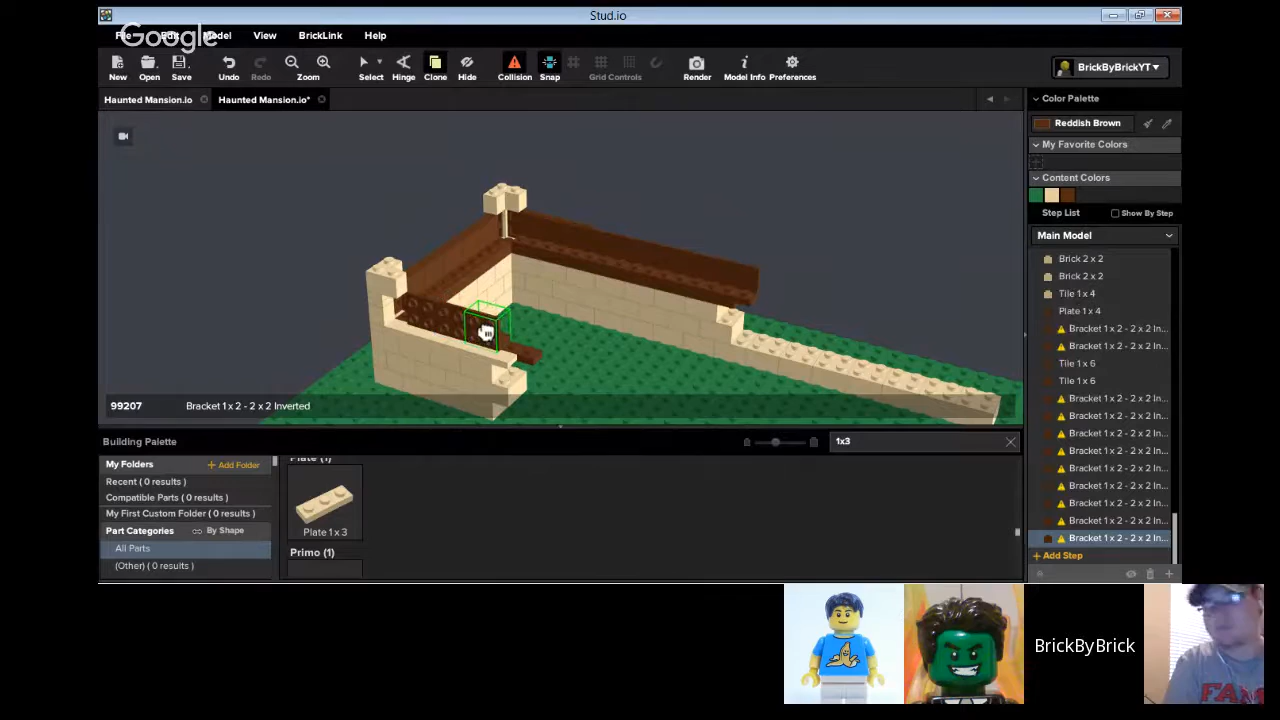 Stud.io
Google
File Edit Model View BrickLink Help
New Open Save Undo Redo Zoom Select Hinge Clone Hide Collision Snap Grid Controls Render Model Info Preferences
BrickByBrickYT
Haunted Mansion.io
Haunted Mansion.io*
99207 Bracket 1 x 2 - 2 x 2 Inverted
Building Palette
1x3
My Folders
+ Add Folder
Recent ( 0 results )
Compatible Parts ( 0 results )
My First Custom Folder ( 0 results )
Part Categories
By Shape
All Parts
(Other) ( 0 results )
Plate (1)
Plate 1 x 3
Primo (1)
Color Palette
Reddish Brown
My Favorite Colors
Content Colors
Step List
Show By Step
Main Model
Brick 2 x 2
Brick 2 x 2
Tile 1 x 4
Plate 1 x 4
Bracket 1 x 2 - 2 x 2 In...
Bracket 1 x 2 - 2 x 2 In...
Tile 1 x 6
Tile 1 x 6
Bracket 1 x 2 - 2 x 2 In...
Bracket 1 x 2 - 2 x 2 In...
Bracket 1 x 2 - 2 x 2 In...
Bracket 1 x 2 - 2 x 2 In...
Bracket 1 x 2 - 2 x 2 In...
Bracket 1 x 2 - 2 x 2 In...
Bracket 1 x 2 - 2 x 2 In...
Bracket 1 x 2 - 2 x 2 In...
Bracket 1 x 2 - 2 x 2 In...
+ Add Step
BrickByBrick